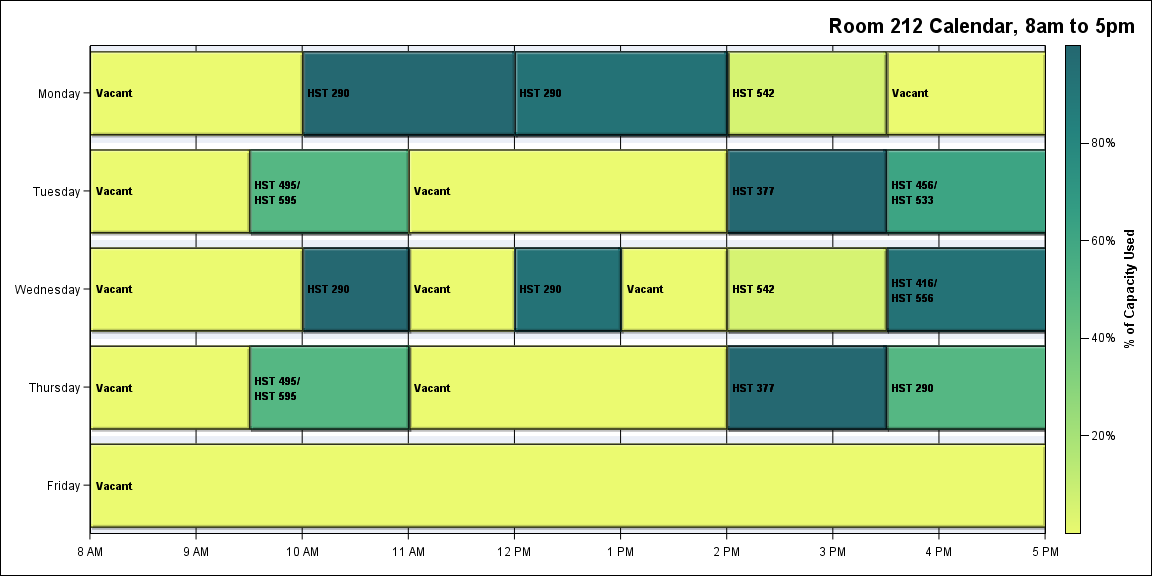 Room 212 Calendar, 8am to 5pm
Monday
Vacant
HST 290
HST 290
HST 542
Vacant
Tuesday
Vacant
HST 495/
HST 595
Vacant
HST 377
HST 456/
HST 533
Wednesday
Vacant
HST 290
Vacant
HST 290
Vacant
HST 542
HST 416/
HST 556
Thursday
Vacant
HST 495/
HST 595
Vacant
HST 377
HST 290
Friday
Vacant
8 AM
9 AM
10 AM
11 AM
12 PM
1 PM
2 PM
3 PM
4 PM
5 PM
80%
60%
40%
20%
% of Capacity Used